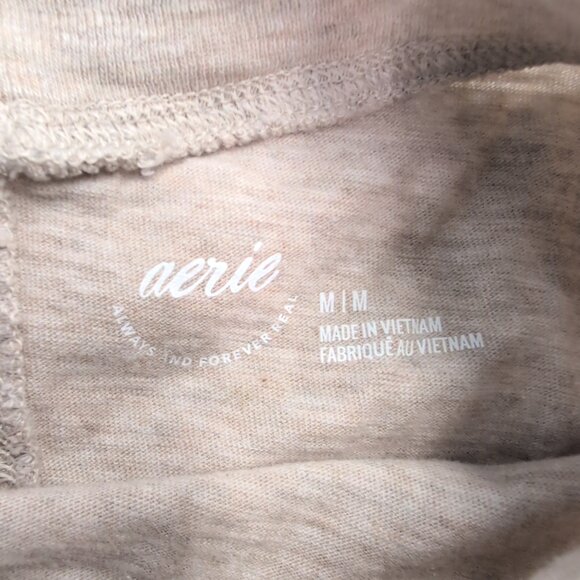 aerie
ALWAYS AND FOREVER REAL
M | M
MADE IN VIETNAM
FABRIQUÉ AU VIETNAM